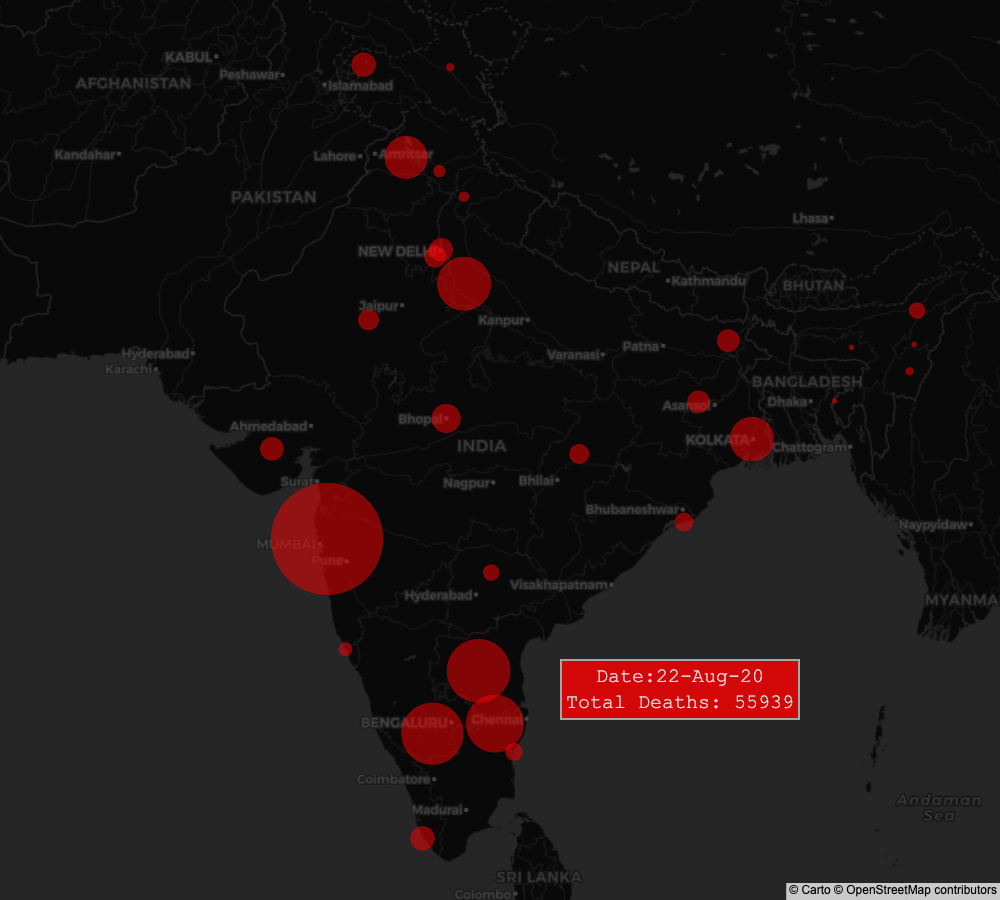 KABUL
Peshawar
AFGHANISTAN
Islamabad
Kandahar
Lahore
Amritsar
PAKISTAN
Lhasa
NEW DELHI
NEPAL
Kathmandu
BHUTAN
Jaipur
Kanpur
Hyderabad
Varanasi
Patna
Karachi
BANGLADESH
Asansol
Dhaka
Ahmedabad
Bhopal
INDIA
KOLKATA
Chattogram
Surat
Nagpur
Bhilai
Bhubaneshwar
Naypyidaw
MUMBAI
Pune
Hyderabad
Visakhapatnam
MYANMA
Date:22-Aug-20
Total Deaths: 55939
BENGALURU
Chennai
Coimbatore
Madurai
Andaman
Sea
SRI LANKA
Colombo
© Carto © OpenStreetMap contributors